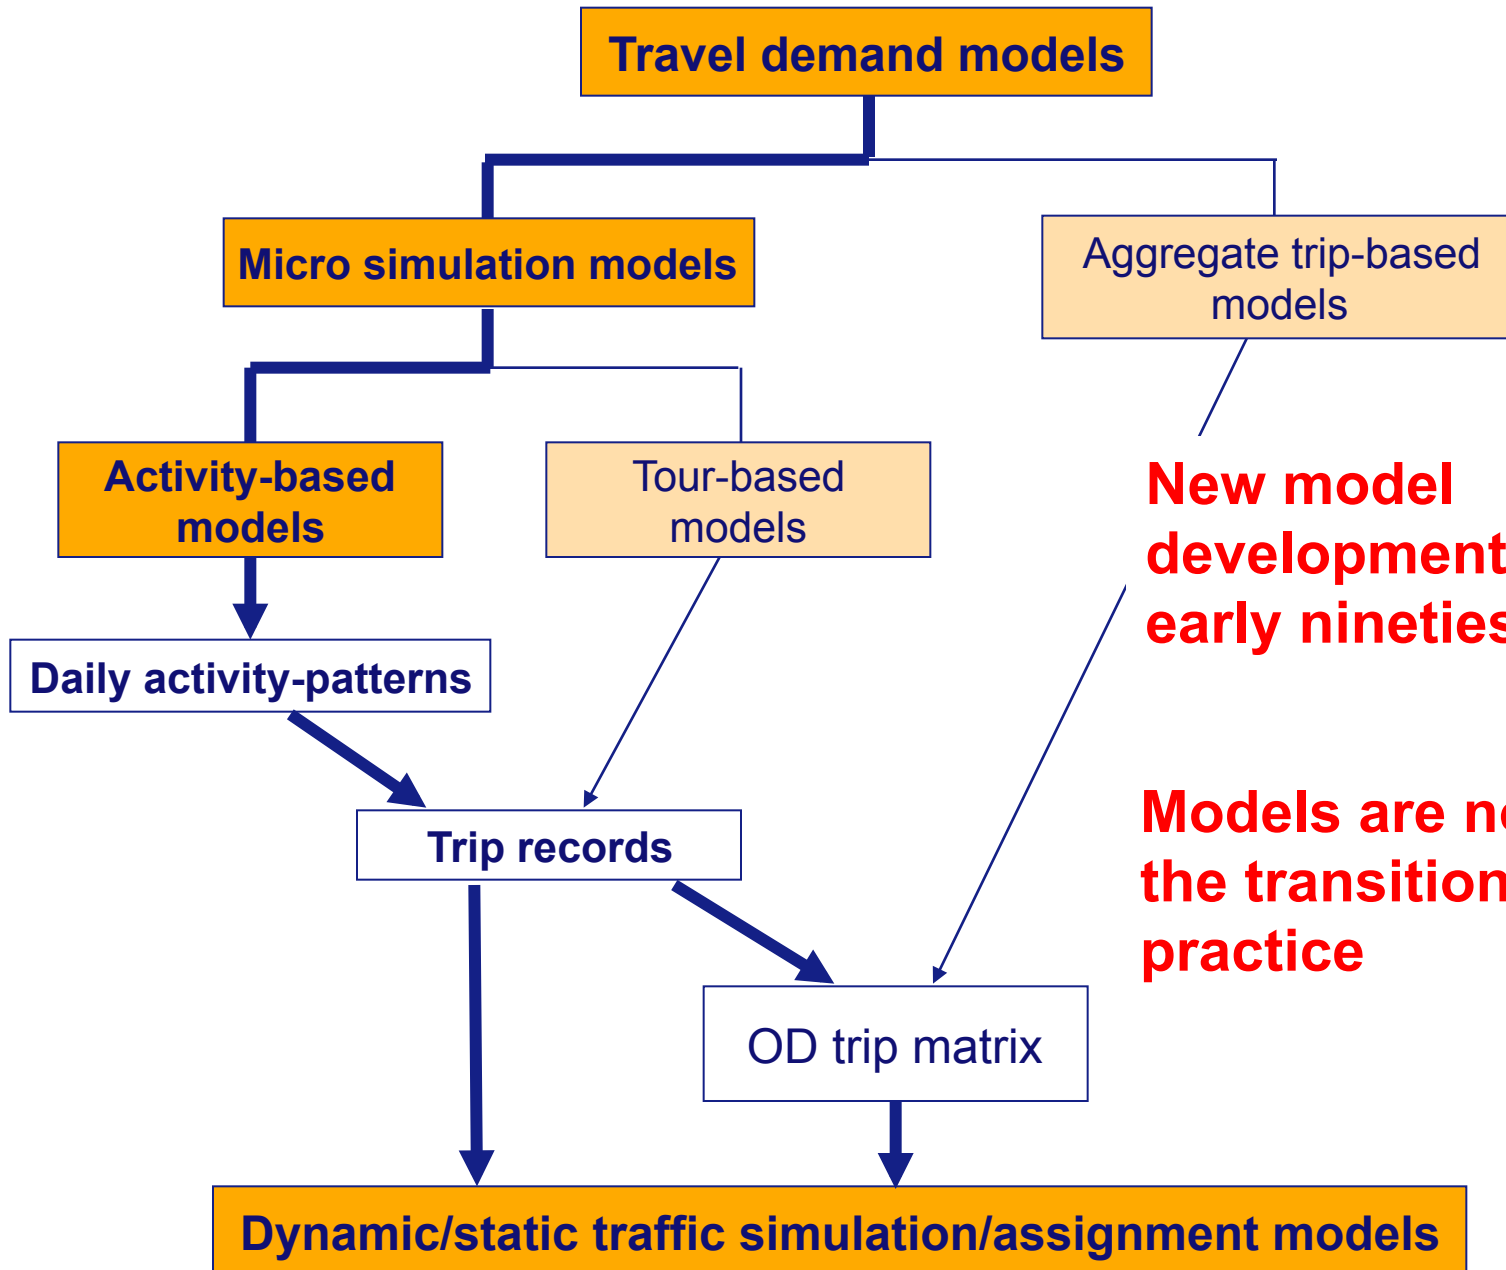 Travel demand models
Micro simulation models
Aggregate trip-based
models
Activity-based
models
Tour-based
models
New model
development
early nineties
Daily activity-patterns
Models are
the transition
practice
Trip records
OD trip matrix
Dynamic/static traffic simulation/assignment models